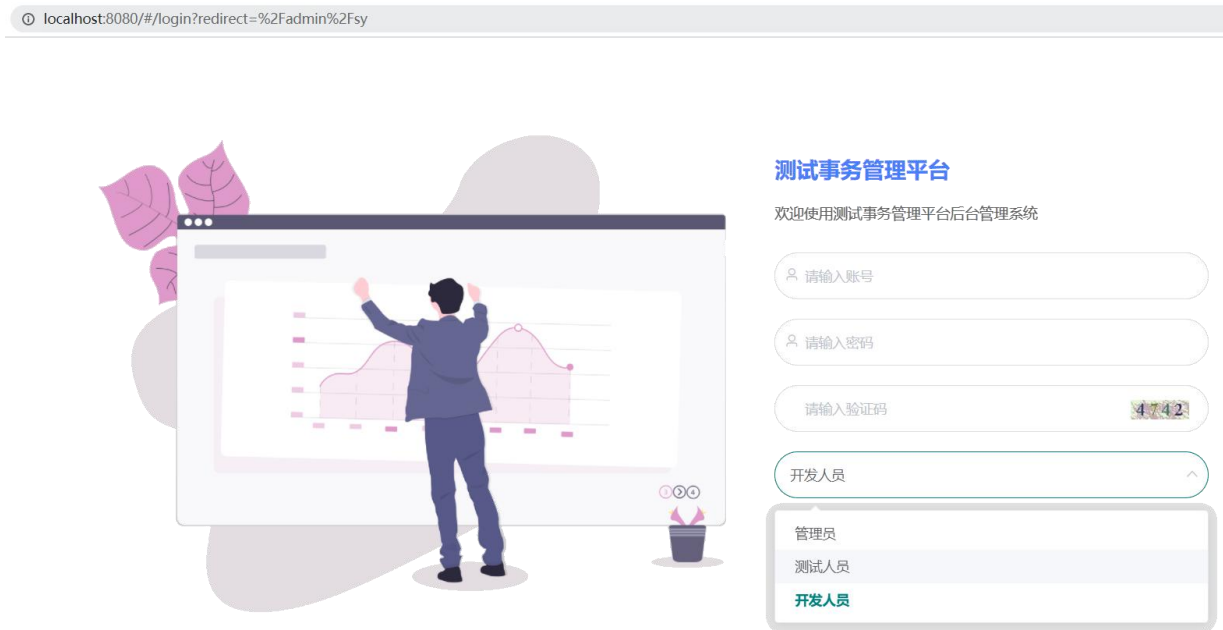 localhost:8080/#/login?redirect=%2Fadmin%2Fsy
测试事务管理平台
欢迎使用测试事务管理平台后台管理系统
请输入账号
请输入密码
请输入验证码
4742
开发人员
管理员
测试人员
开发人员